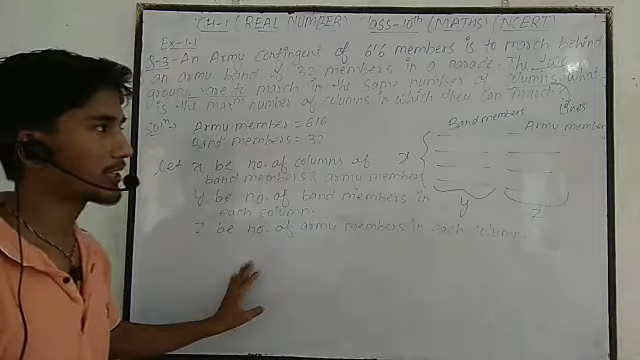 CH-1 (REAL NUMBER) CLASS-10th (MATHS) (NCERT)
Ex-1.1
Q-3- An Army contingent of 616 members is to march behind
an army band of 32 members in a parade. The two
groups are to march in the same number of columns. What
is the maxm number of columns in which they can march
Lines
Soln⇒ Army member = 616
Band members = 32
Band members Army member
let x be no. of columns of
band members & army members
x
y be no. of band members in
each column.
y z
z be no. of army members in each column.